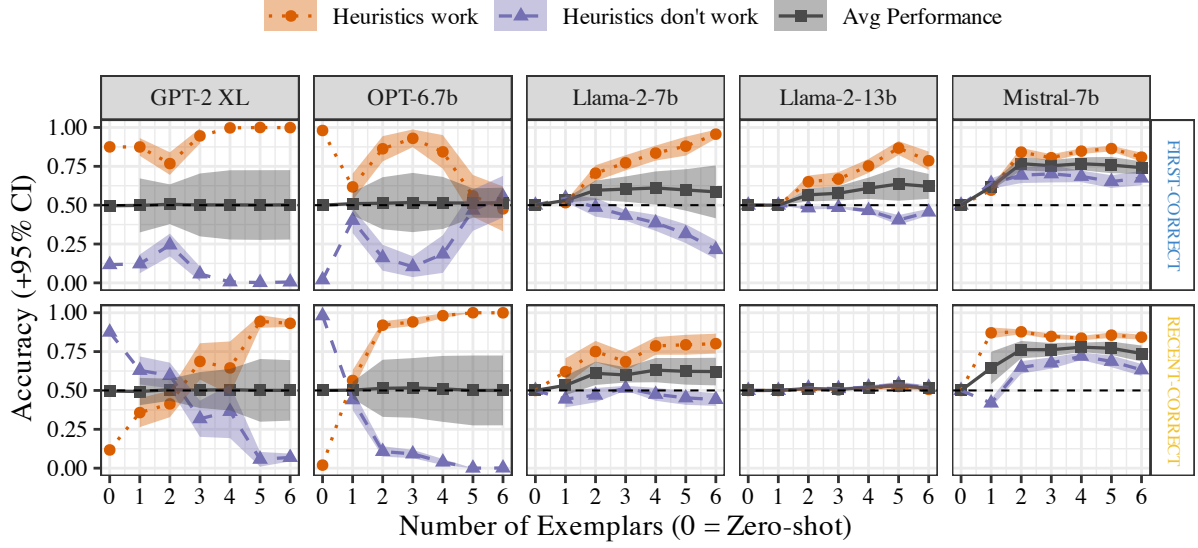 Heuristics work Heuristics don't work Avg Performance
GPT-2 XL OPT-6.7b Llama-2-7b Llama-2-13b Mistral-7b
Accuracy (+95% CI)
1.00
0.75
0.50
0.25
0.00
FIRST-CORRECT
1.00
0.75
0.50
0.25
0.00
RECENT-CORRECT
0 1 2 3 4 5 6 0 1 2 3 4 5 6 0 1 2 3 4 5 6 0 1 2 3 4 5 6 0 1 2 3 4 5 6
Number of Exemplars (0 = Zero-shot)